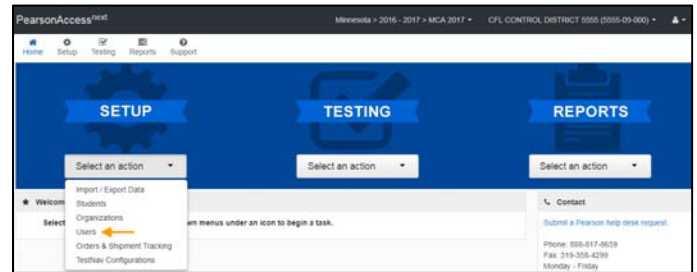 PearsonAccess next Minnesota > 2016 - 2017 > MCA 2017 CFL CONTROL DISTRICT 5555 (5555-09-000)
Home Setup Testing Reports Support
SETUP TESTING REPORTS
Select an action Select an action Select an action
Import / Export Data
Students
Organizations
Users
Orders & Shipment Tracking
TestNav Configurations
Welcom
Select wn menus under an icon to begin a task.
Contact
Submit a Pearson help desk request.
Phone: 888-817-8659
Fax: 319-358-4299
Monday - Friday